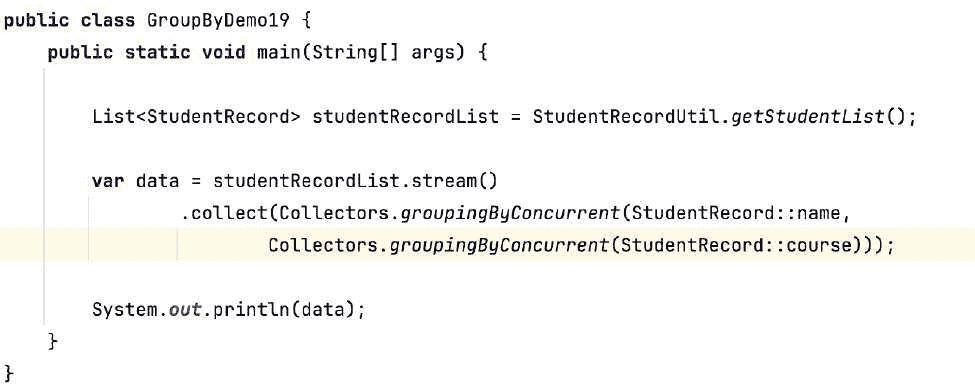 public class GroupByDemo19 {
    public static void main(String[] args) {
        List<StudentRecord> studentRecordList = StudentRecordUtil.getStudentList();
        var data = studentRecordList.stream()
                .collect(Collectors.groupingByConcurrent(StudentRecord::name,
                        Collectors.groupingByConcurrent(StudentRecord::course)));
        System.out.println(data);
    }
}